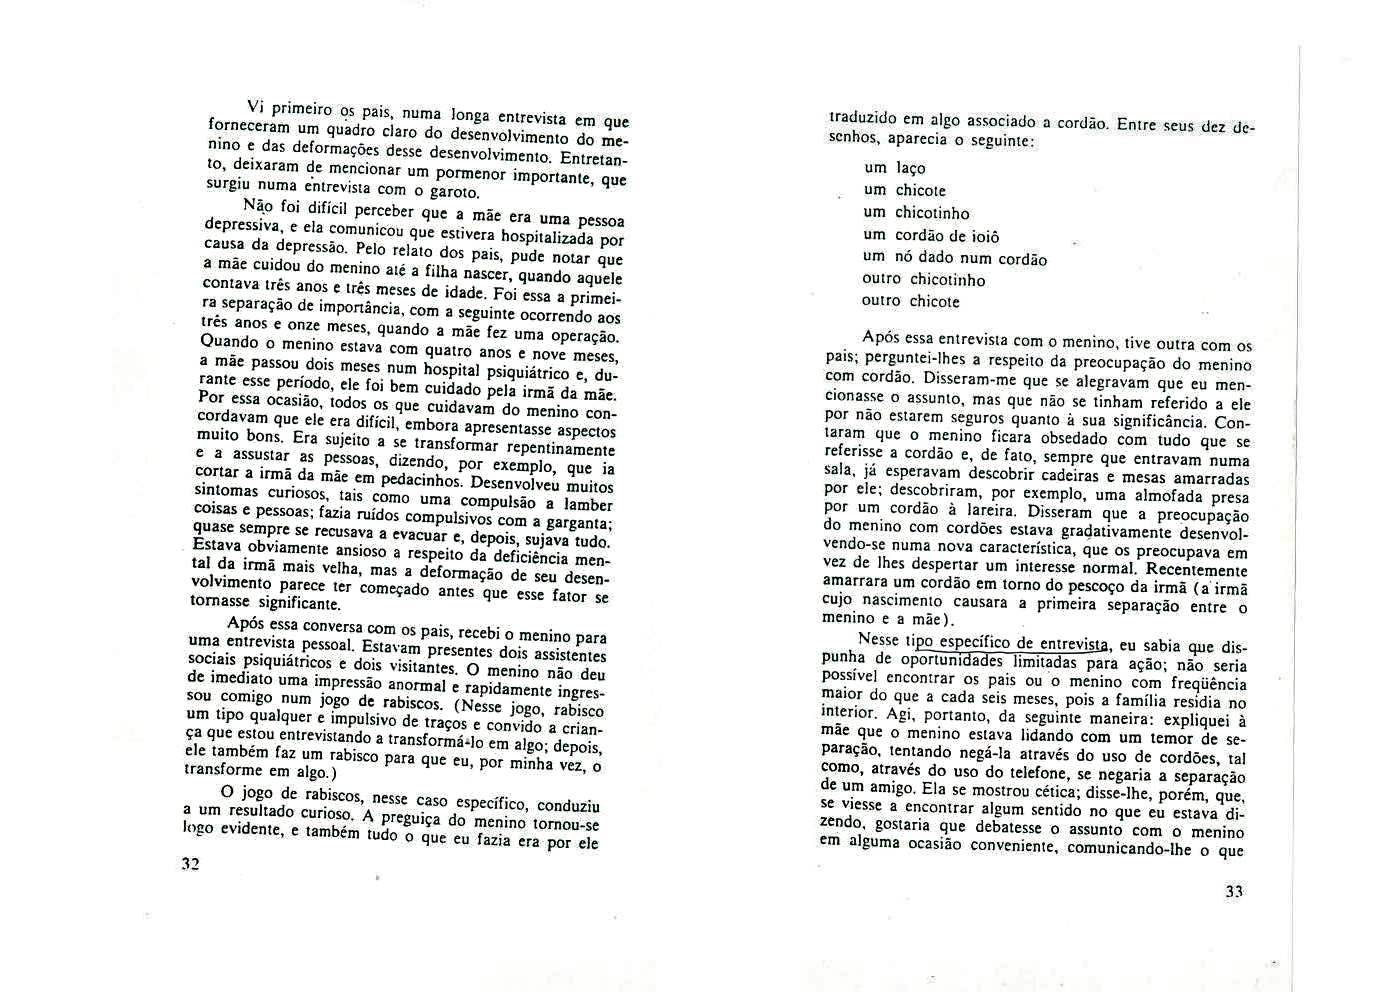 Vi primeiro os pais, numa longa entrevista em que
forneceram um quadro claro do desenvolvimento do me-
nino e das deformações desse desenvolvimento. Entretan-
to, deixaram de mencionar um pormenor importante, que
surgiu numa entrevista com o garoto.
Não foi difícil perceber que a mãe era uma pessoa
depressiva, e ela comunicou que estivera hospitalizada por
causa da depressão. Pelo relato dos pais, pude notar que
a mãe cuidou do menino até a filha nascer, quando aquele
contava três anos e três meses de idade. Foi essa a primei-
ra separação de importância, com a seguinte ocorrendo aos
três anos e onze meses, quando a mãe fez uma operação.
Quando o menino estava com quatro anos e nove meses,
a mãe passou dois meses num hospital psiquiátrico e, du-
rante esse período, ele foi bem cuidado pela irmã da mãe.
Por essa ocasião, todos os que cuidavam do menino con-
cordavam que ele era difícil, embora apresentasse aspectos
muito bons. Era sujeito a se transformar repentinamente
e a assustar as pessoas, dizendo, por exemplo, que ia
cortar a irmã da mãe em pedacinhos. Desenvolveu muitos
sintomas curiosos, tais como uma compulsão a lamber
coisas e pessoas; fazia ruídos compulsivos com a garganta;
quase sempre se recusava a evacuar e, depois, sujava tudo.
Estava obviamente ansioso a respeito da deficiência men-
tal da irmã mais velha, mas a deformação de seu desen-
volvimento parece ter começado antes que esse fator se
tornasse significante.
Após essa conversa com os pais, recebi o menino para
uma entrevista pessoal. Estavam presentes dois assistentes
sociais psiquiátricos e dois visitantes. O menino não deu
de imediato uma impressão anormal e rapidamente ingres-
sou comigo num jogo de rabiscos. (Nesse jogo, rabisco
um tipo qualquer e impulsivo de traços e convido a crian-
ça que estou entrevistando a transformá-lo em algo; depois,
ele também faz um rabisco para que eu, por minha vez, o
transforme em algo.)
O jogo de rabiscos, nesse caso específico, conduziu
a um resultado curioso. A preguiça do menino tornou-se
logo evidente, e também tudo o que eu fazia era por ele
32
traduzido em algo associado a cordão. Entre seus dez de-
senhos, aparecia o seguinte:
um laço
um chicote
um chicotinho
um cordão de ioiô
um nó dado num cordão
outro chicotinho
outro chicote
Após essa entrevista com o menino, tive outra com os
pais; perguntei-lhes a respeito da preocupação do menino
com cordão. Disseram-me que se alegravam que eu men-
cionasse o assunto, mas que não se tinham referido a ele
por não estarem seguros quanto à sua significância. Con-
taram que o menino ficara obsedado com tudo que se
referisse a cordão e, de fato, sempre que entravam numa
sala, já esperavam descobrir cadeiras e mesas amarradas
por ele; descobriram, por exemplo, uma almofada presa
por um cordão à lareira. Disseram que a preocupação
do menino com cordões estava gradativamente desenvol-
vendo-se numa nova característica, que os preocupava em
vez de lhes despertar um interesse normal. Recentemente
amarrara um cordão em torno do pescoço da irmã (a irmã
cujo nascimento causara a primeira separação entre o
menino e a mãe).
Nesse tipo específico de entrevista, eu sabia que dis-
punha de oportunidades limitadas para ação; não seria
possível encontrar os pais ou o menino com freqüência
maior do que a cada seis meses, pois a família residia no
interior. Agi, portanto, da seguinte maneira: expliquei à
mãe que o menino estava lidando com um temor de se-
paração, tentando negá-la através do uso de cordões, tal
como, através do uso do telefone, se negaria a separação
de um amigo. Ela se mostrou cética; disse-lhe, porém, que,
se viesse a encontrar algum sentido no que eu estava di-
zendo, gostaria que debatesse o assunto com o menino
em alguma ocasião conveniente, comunicando-lhe o que
33